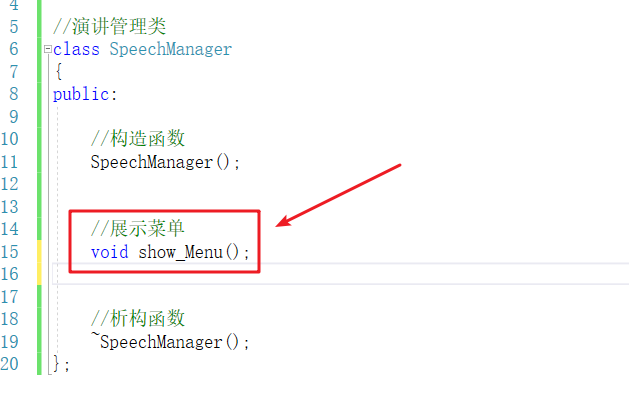 4
5 //演讲管理类
6 class SpeechManager
7 {
8 public:
9
10 //构造函数
11 SpeechManager();
12
13
14 //展示菜单
15 void show_Menu();
16
17
18 //析构函数
19 ~SpeechManager();
20 };